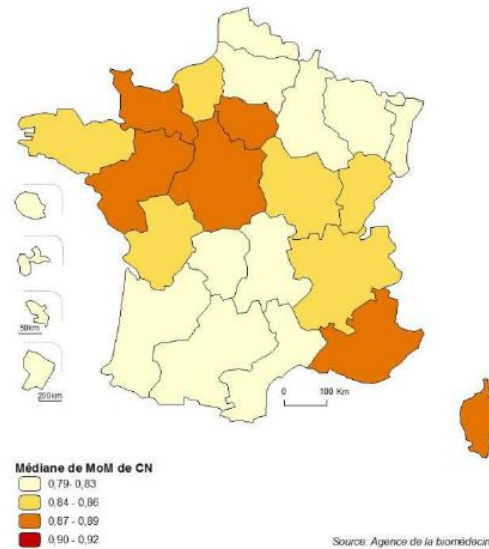 50km
200km
0 100 Km
Médiane de MoM de CN
0,79- 0,83
0,84 - 0,86
0,87 - 0,89
0,90 - 0,92
Source: Agence de la biomédecin